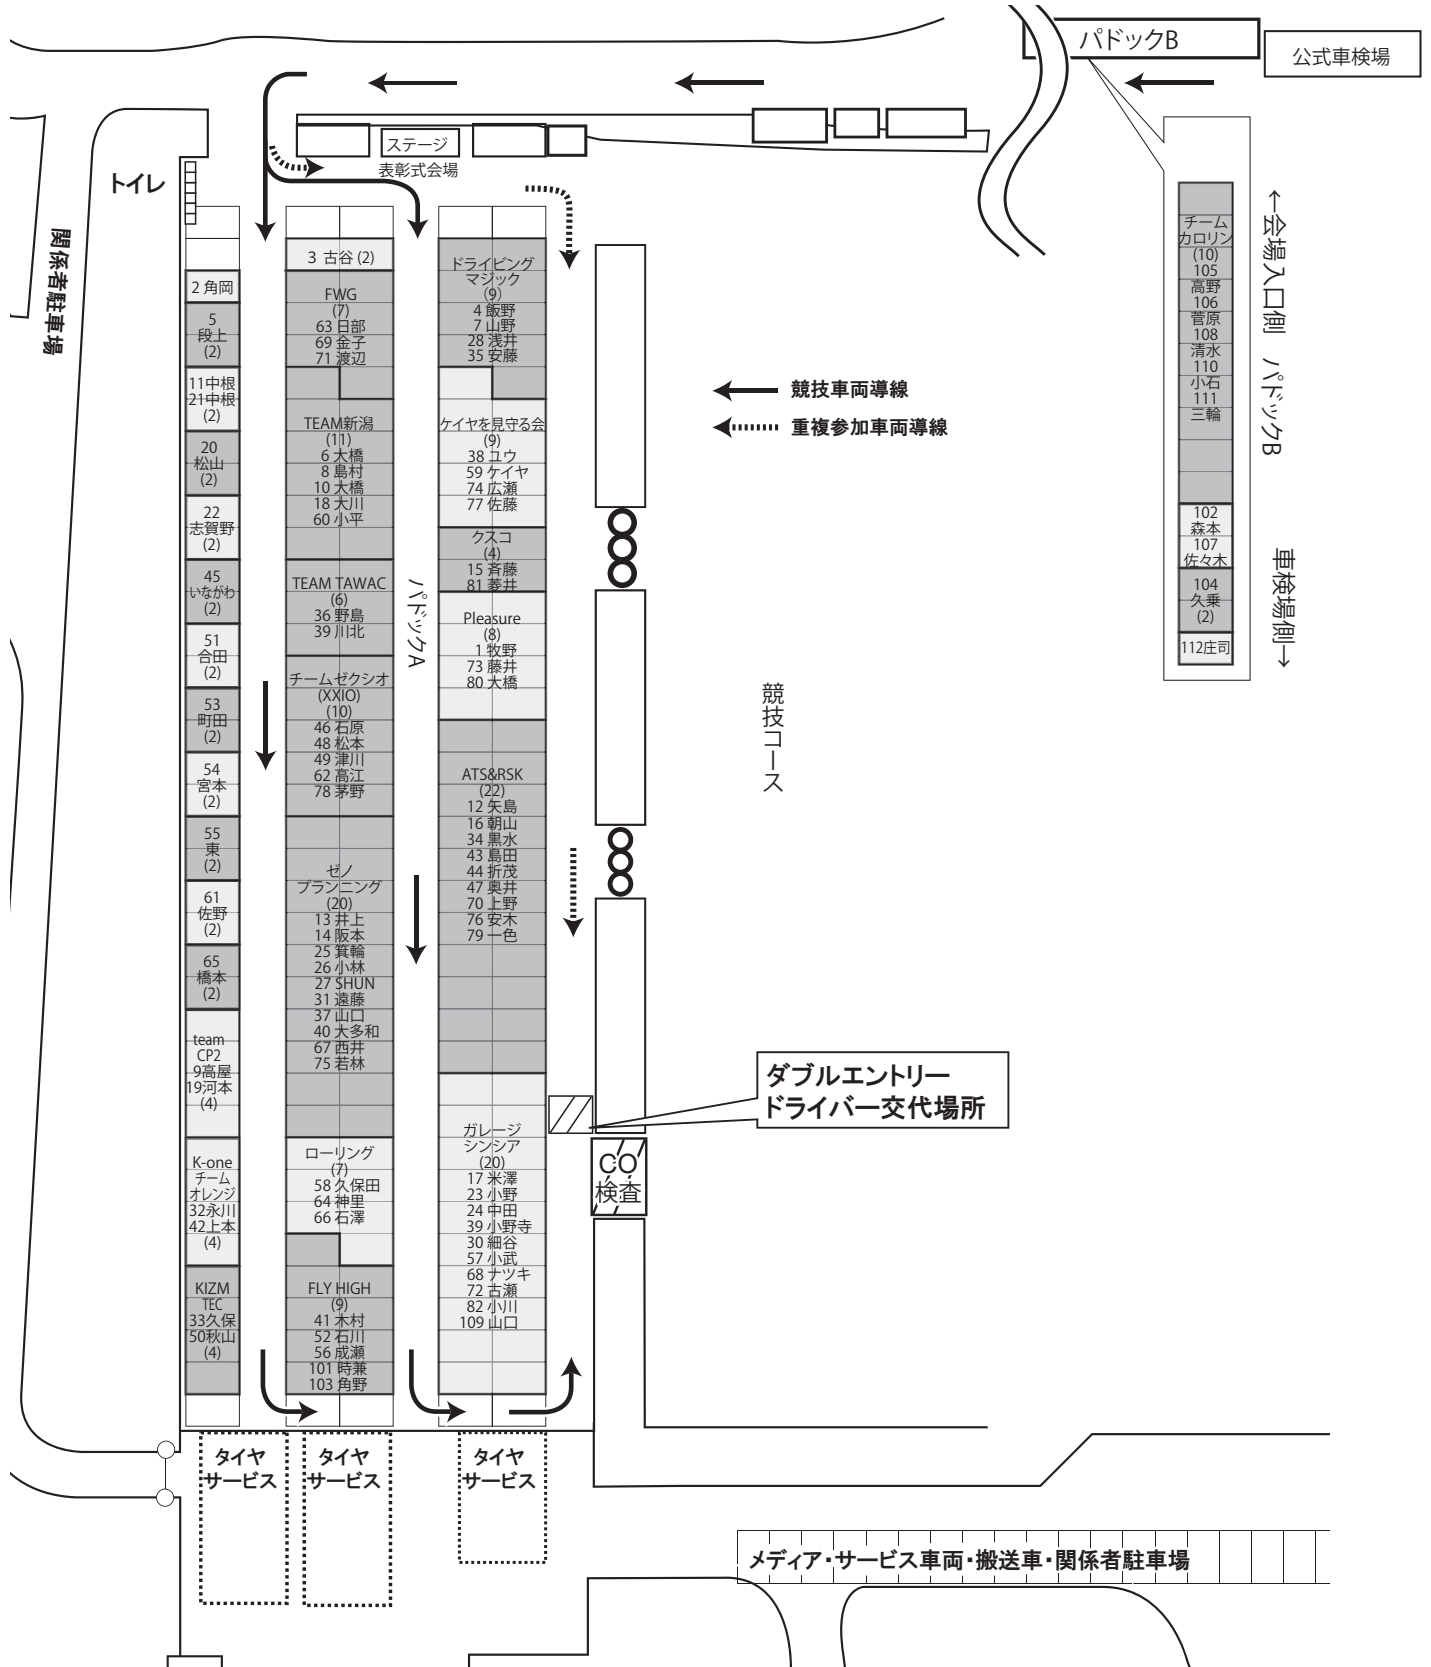 パドックB
公式車検場
ステージ
表彰式会場
トイレ
関係者駐車場
2 角岡
5
段上
(2)
11中根
21中根
(2)
20
松山
(2)
22
志賀野
(2)
45
いながわ
(2)
51
合田
(2)
53
町田
(2)
54
宮本
(2)
55
東
(2)
61
佐野
(2)
65
橋本
(2)
team
CP2
9高屋
19河本
(4)
K-one
チーム
オレンジ
32永川
42上本
(4)
KIZM
TEC
33久保
50秋山
(4)
3 古谷 (2)
FWG
(7)
63 日部
69 金子
71 渡辺
TEAM新潟
(11)
6 大橋
8 島村
10 大橋
18 大川
60 小平
TEAM TAWAC
(6)
36 野島
39 川北
チームゼクシオ
(XXIO)
(10)
46 石原
48 松本
49 津川
62 高江
78 茅野
ゼノ
プランニング
(20)
13 井上
14 阪本
25 箕輪
26 小林
27 SHUN
31 遠藤
37 山口
40 大多和
67 西井
75 若林
ローリング
(7)
58 久保田
64 神里
66 石澤
FLY HIGH
(9)
41 木村
52 石川
56 成瀬
101 時兼
103 角野
パドックA
ドライビング
マジック
(9)
4 飯野
7 山野
28 浅井
35 安藤
ケイヤを見守る会
(9)
38 ユウ
59 ケイヤ
74 広瀬
77 佐藤
クスコ
(4)
15 斉藤
81 菱井
Pleasure
(8)
1 牧野
73 藤井
80 大橋
ATS&RSK
(22)
12 矢島
16 朝山
34 黒水
43 島田
44 折茂
47 奥井
70 上野
76 安木
79 一色
ガレージ
シンシア
(20)
17 米澤
23 小野
24 中田
39 小野寺
30 細谷
57 小武
68 ナツキ
72 古瀬
82 小川
109 山口
競技車両導線
重複参加車両導線
競技コース
ダブルエントリー
ドライバー交代場所
CO
検査
チーム
カロリン
(10)
105
高野
106
菅原
108
清水
110
小石
111
三輪
102
森本
107
佐々木
104
久乗
(2)
112庄司
←会場入口側 パドックB 車検場側→
タイヤ
サービス
タイヤ
サービス
タイヤ
サービス
メディア・サービス車両・搬送車・関係者駐車場